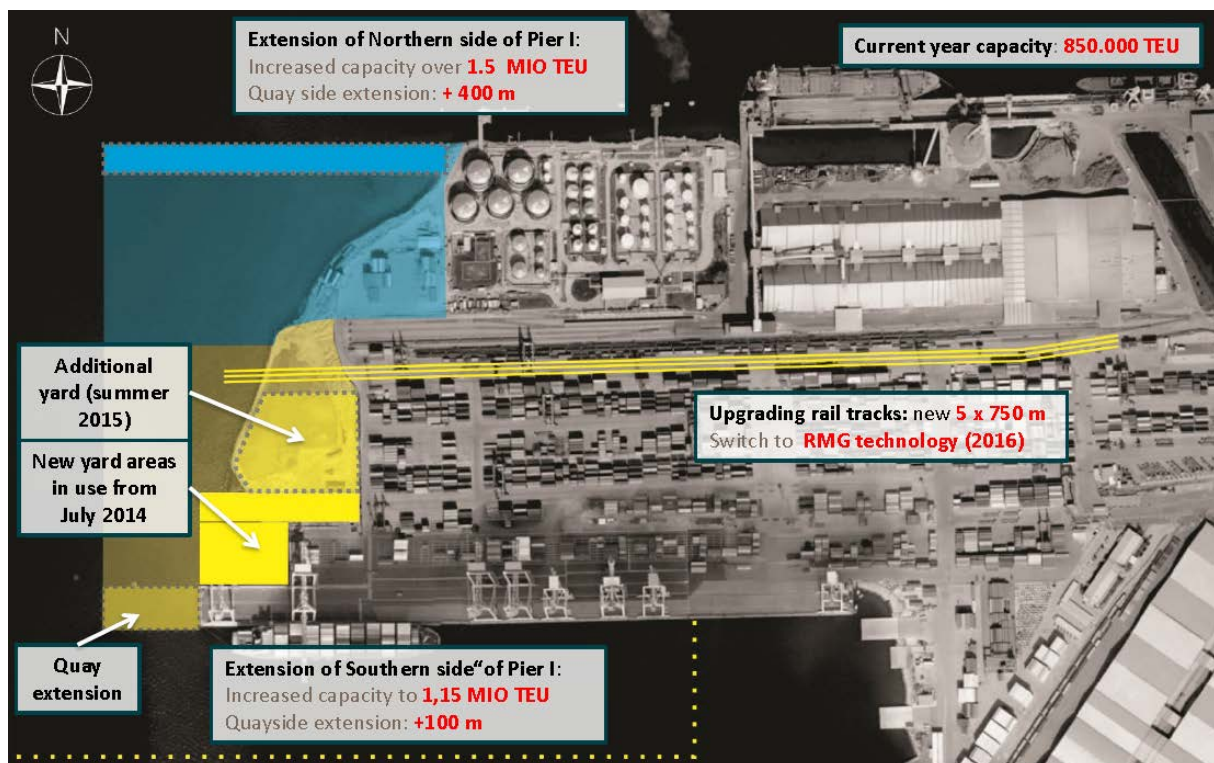 N
Extension of Northern side of Pier I:
Increased capacity over 1.5 MIO TEU
Quay side extension: + 400 m
Current year capacity: 850.000 TEU
Additional
yard (summer
2015)
New yard areas
in use from
July 2014
Upgrading rail tracks: new 5 x 750 m
Switch to RMG technology (2016)
Quay
extension
Extension of Southern side“of Pier I:
Increased capacity to 1,15 MIO TEU
Quayside extension: +100 m